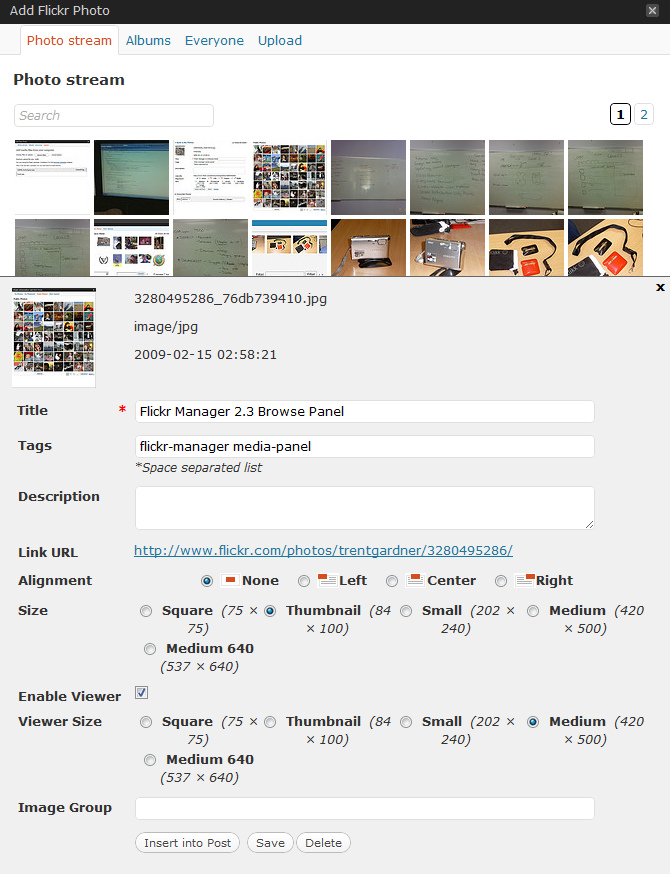 Add Flickr Photo
Photo stream Albums Everyone Upload
Photo stream
Search
1 2
x
3280495286_76db739410.jpg
image/jpg
2009-02-15 02:58:21
Title * Flickr Manager 2.3 Browse Panel
Tags flickr-manager media-panel
*Space separated list
Description
Link URL http://www.flickr.com/photos/trentgardner/3280495286/
Alignment None Left Center Right
Size Square (75 × Thumbnail (84 Small (202 × Medium (420
75) × 100) 240) × 500)
Medium 640
(537 × 640)
Enable Viewer
Viewer Size Square (75 × Thumbnail (84 Small (202 × Medium (420
75) × 100) 240) × 500)
Medium 640
(537 × 640)
Image Group
Insert into Post Save Delete